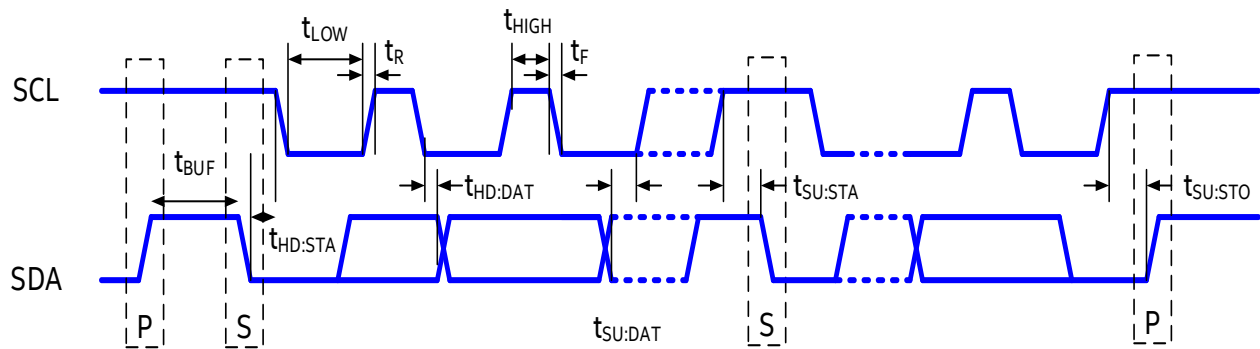 tLOW
tHIGH
tR
tF
SCL
tBUF
tHD:DAT
tSU:STA
tSU:STO
tHD:STA
SDA
P
S
tSU:DAT
S
P